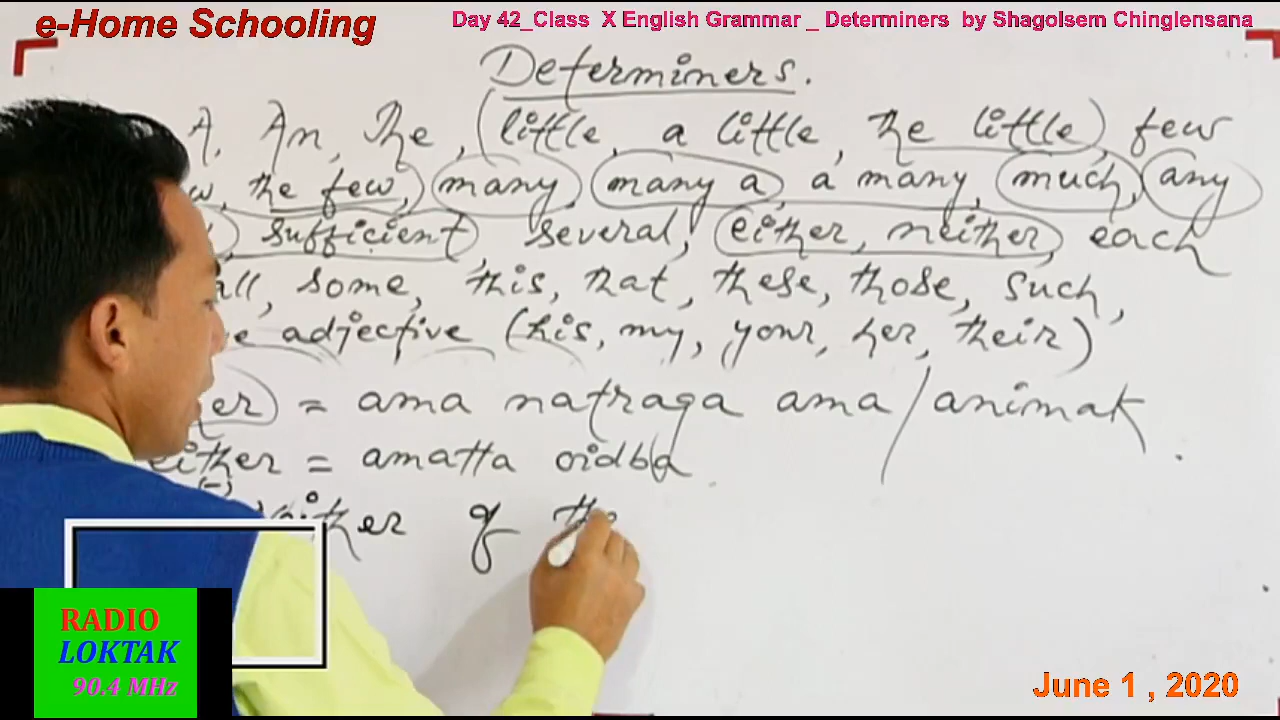 e-Home Schooling
Day 42_Class X English Grammar _ Determiners by Shagolsem Chinglensana
Determiners.
A, An, The, (little, a little, the little), few
the few,) many, many a, a many, much, any
sufficient, several, either, neither, each
all, some, this, that, these, those, such,
adjective (his, my, your, her, their)
= ama natraga ama / animak
either = amatta oidba
(-)
either of the
RADIO
LOKTAK
90.4 MHz
June 1 , 2020